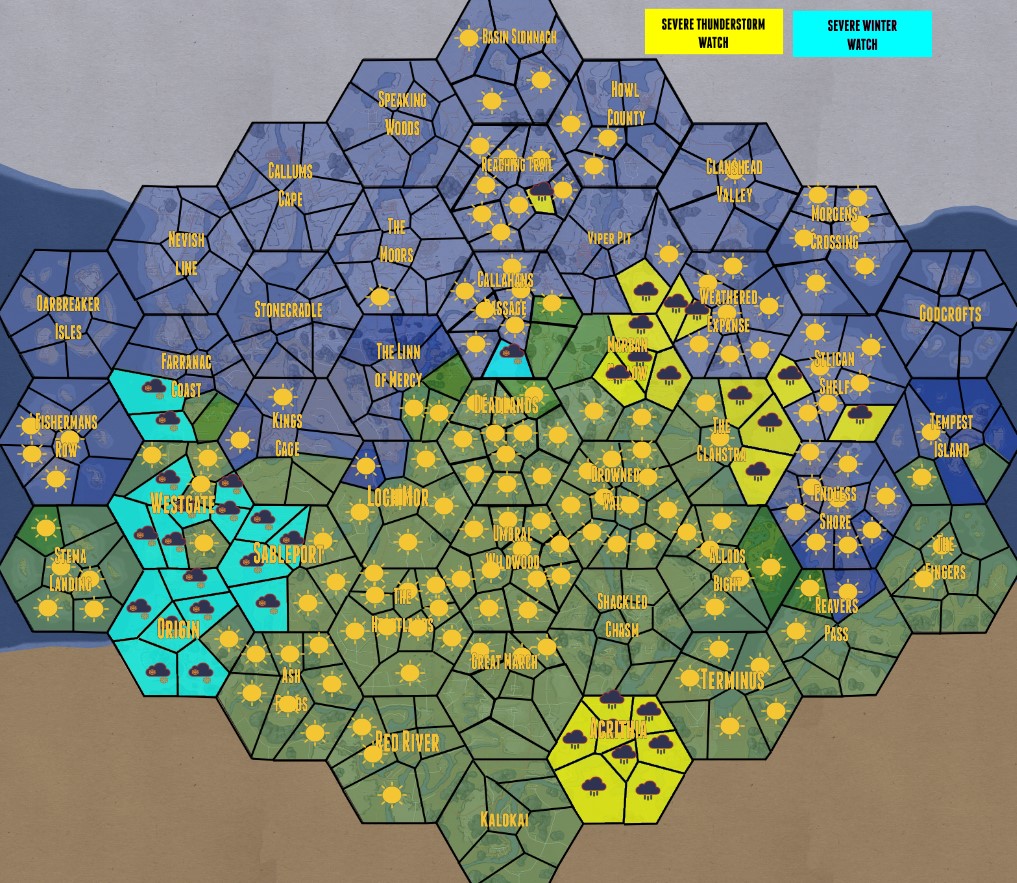 SEVERE THUNDERSTORM
WATCH
SEVERE WINTER
WATCH
BASIN SIONNACH
SPEAKING
WOODS
HOWL
COUNTY
CALLUMS
CAPE
REACHING TRAIL
CLANSHEAD
VALLEY
NEVISH
LINE
THE
MOORS
VIPER PIT
MORGENS
CROSSING
OARBREAKER
ISLES
STONECRADLE
CALLAHANS
PASSAGE
WEATHERED
EXPANSE
GODCROFTS
FARRANAC
COAST
THE LINN
OF MERCY
MARBAN
STLICAN
SHELF
FISHERMANS
ROW
KINGS
CAGE
DEADLANDS
THE
CLAHSTRA
TEMPEST
ISLAND
WESTGATE
LOCH MOR
DROWNED
VALE
ENDLESS
SHORE
STEMA
LANDING
SABLEPORT
UMBRAL
WILDWOOD
ALLODS
BIGHT
THE
FINGERS
ORIGIN
THE
HEARTLANDS
SHACKLED
CHASM
REAVERS
PASS
ASH
FIELDS
GREAT MARCH
TERMINUS
RED RIVER
ACRITHIA
KALOKAI